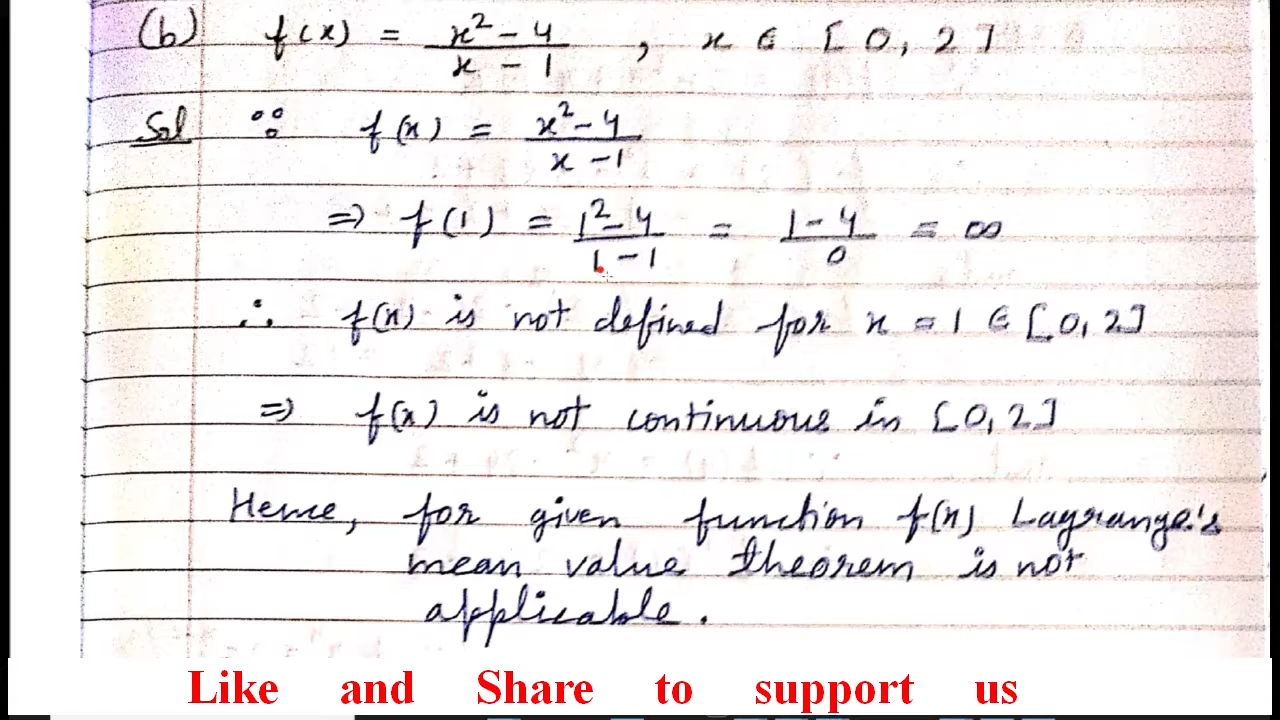 (b) f(x) = x² - 4 / x - 1 , x ∈ [0, 2]
Sol ∵ f(x) = x² - 4 / x - 1
⇒ f(1) = 1² - 4 / 1 - 1 = 1 - 4 / 0 = ∞
∴ f(x) is not defined for x = 1 ∈ [0, 2]
⇒ f(x) is not continuous in [0, 2]
Hence, for given function f(x) Lagrange's
mean value theorem is not
applicable.
Like and Share to support us